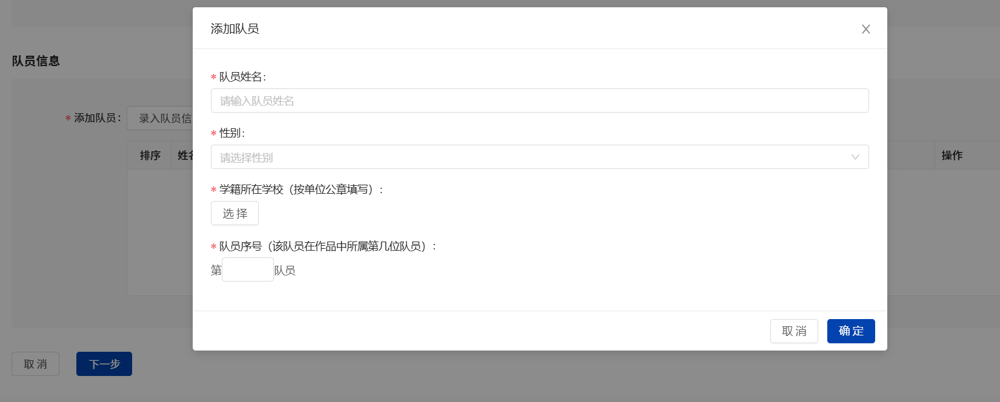 添加队员
队员信息
* 队员姓名:
请输入队员姓名
* 添加队员:
录入队员信
* 性别:
请选择性别
排序
姓名
操作
* 学籍所在学校（按单位公章填写）:
选 择
* 队员序号（该队员在作品中所属第几位队员）:
第 队员
取 消
确 定
取 消
下一步